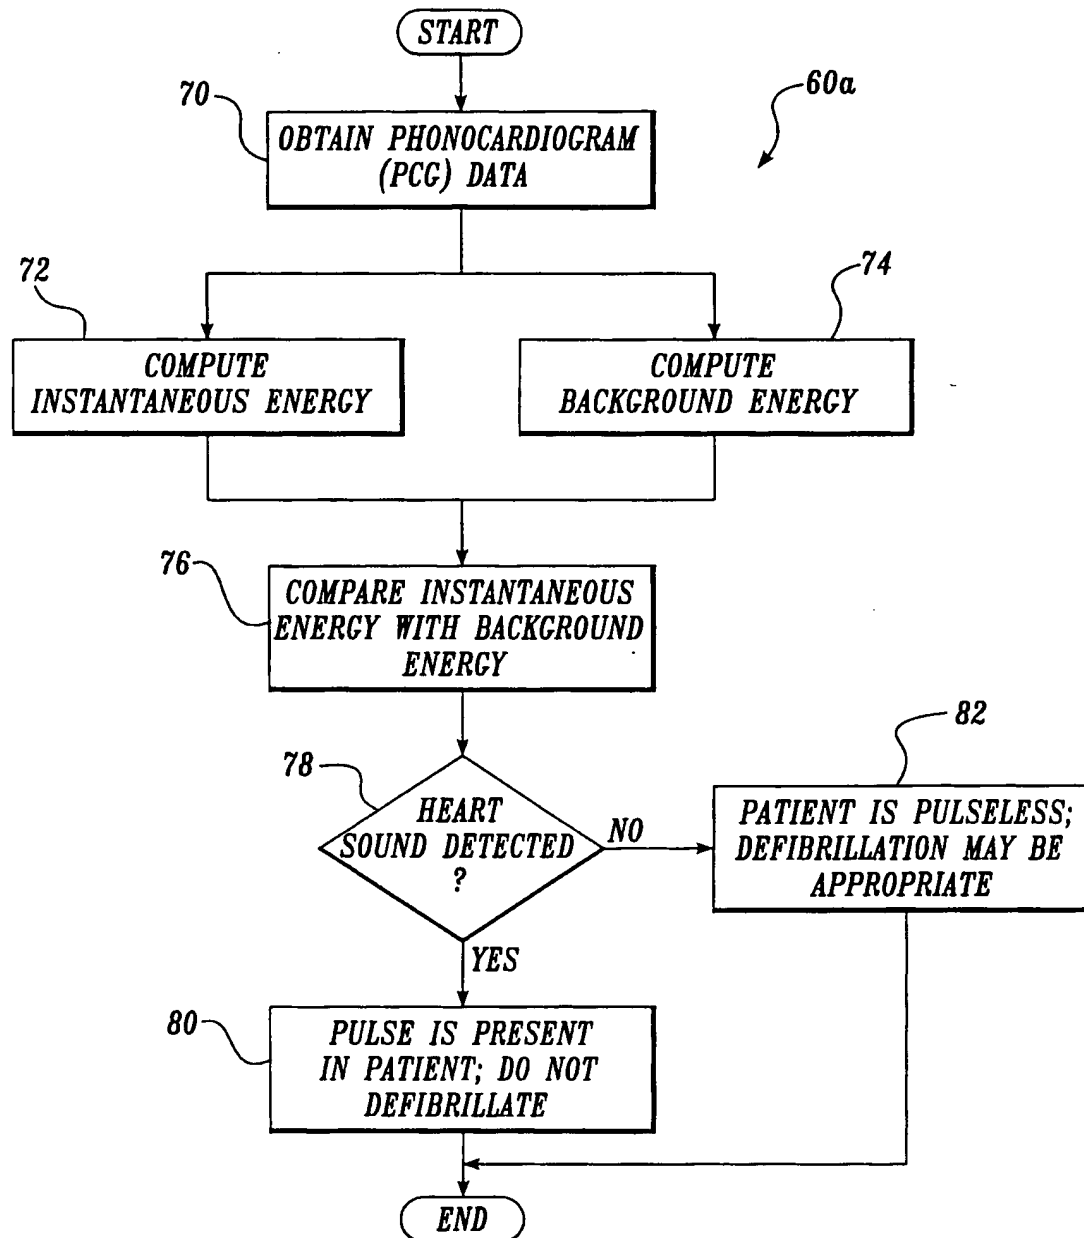 START
60a
70
OBTAIN PHONOCARDIOGRAM
(PCG) DATA
72
74
COMPUTE
INSTANTANEOUS ENERGY
COMPUTE
BACKGROUND ENERGY
76
COMPARE INSTANTANEOUS
ENERGY WITH BACKGROUND
ENERGY
78
HEART
SOUND DETECTED
?
NO
82
PATIENT IS PULSELESS;
DEFIBRILLATION MAY BE
APPROPRIATE
YES
80
PULSE IS PRESENT
IN PATIENT; DO NOT
DEFIBRILLATE
END